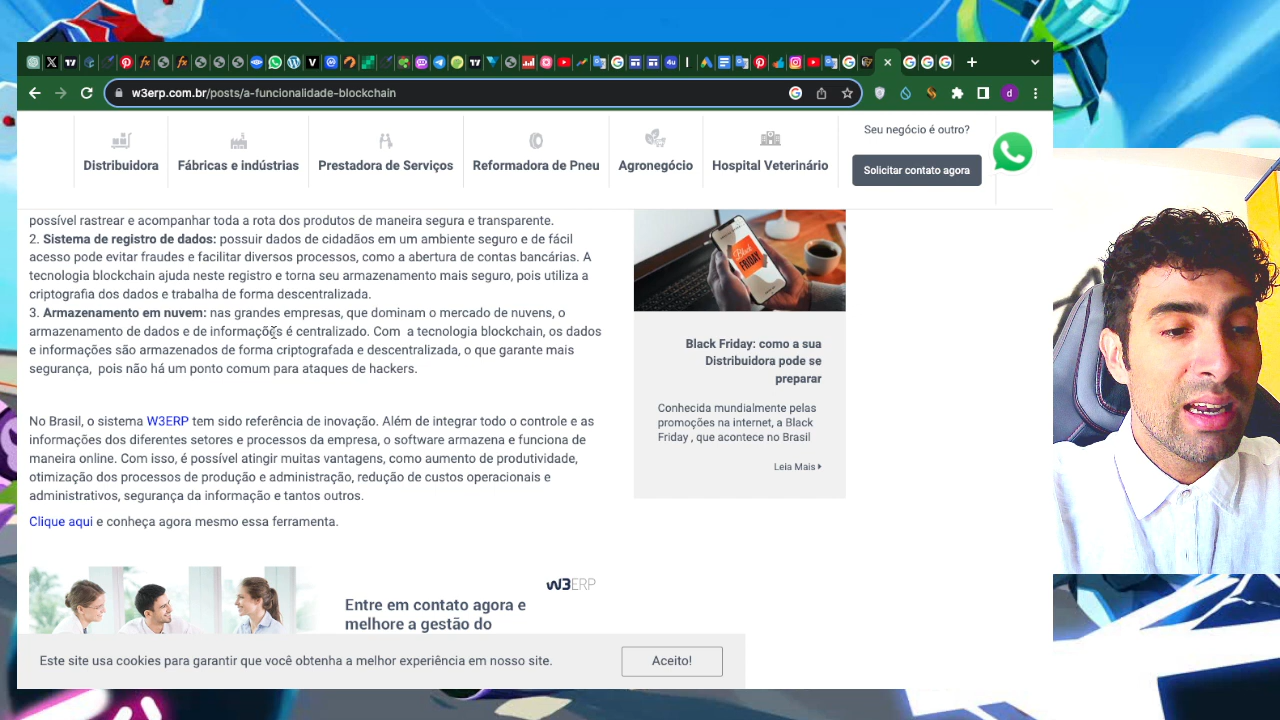 w3erp.com.br/posts/a-funcionalidade-blockchain
d
Distribuidora
Fábricas e indústrias
Prestadora de Serviços
Reformadora de Pneu
Agronegócio
Hospital Veterinário
Seu negócio é outro?
Solicitar contato agora
possível rastrear e acompanhar toda a rota dos produtos de maneira segura e transparente.
2. Sistema de registro de dados: possuir dados de cidadãos em um ambiente seguro e de fácil
acesso pode evitar fraudes e facilitar diversos processos, como a abertura de contas bancárias. A
tecnologia blockchain ajuda neste registro e torna seu armazenamento mais seguro, pois utiliza a
criptografia dos dados e trabalha de forma descentralizada.
3. Armazenamento em nuvem: nas grandes empresas, que dominam o mercado de nuvens, o
armazenamento de dados e de informações é centralizado. Com a tecnologia blockchain, os dados
e informações são armazenados de forma criptografada e descentralizada, o que garante mais
segurança, pois não há um ponto comum para ataques de hackers.
No Brasil, o sistema W3ERP tem sido referência de inovação. Além de integrar todo o controle e as
informações dos diferentes setores e processos da empresa, o software armazena e funciona de
maneira online. Com isso, é possível atingir muitas vantagens, como aumento de produtividade,
otimização dos processos de produção e administração, redução de custos operacionais e
administrativos, segurança da informação e tantos outros.
Clique aqui e conheça agora mesmo essa ferramenta.
Black
FRIDAY
Black Friday: como a sua
Distribuidora pode se
preparar
Conhecida mundialmente pelas
promoções na internet, a Black
Friday , que acontece no Brasil
Leia Mais
W3ERP
Entre em contato agora e
melhore a gestão do
Este site usa cookies para garantir que você obtenha a melhor experiência em nosso site.
Aceito!